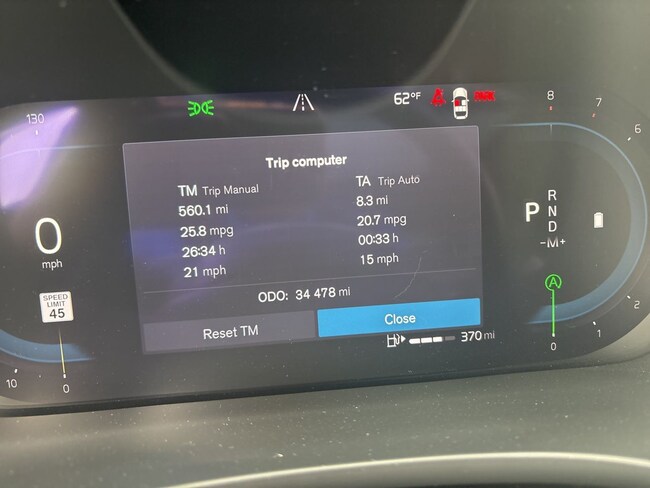 130
62°F
8
7
6
Trip computer
TM Trip Manual
TA Trip Auto
560.1 mi
8.3 mi
25.8 mpg
20.7 mpg
26:34 h
00:33 h
21 mph
15 mph
ODO: 34 478 mi
Reset TM
Close
0
mph
SPEED
LIMIT
45
P
R
N
D
-M+
A
370 mi
10
0
0
1
2